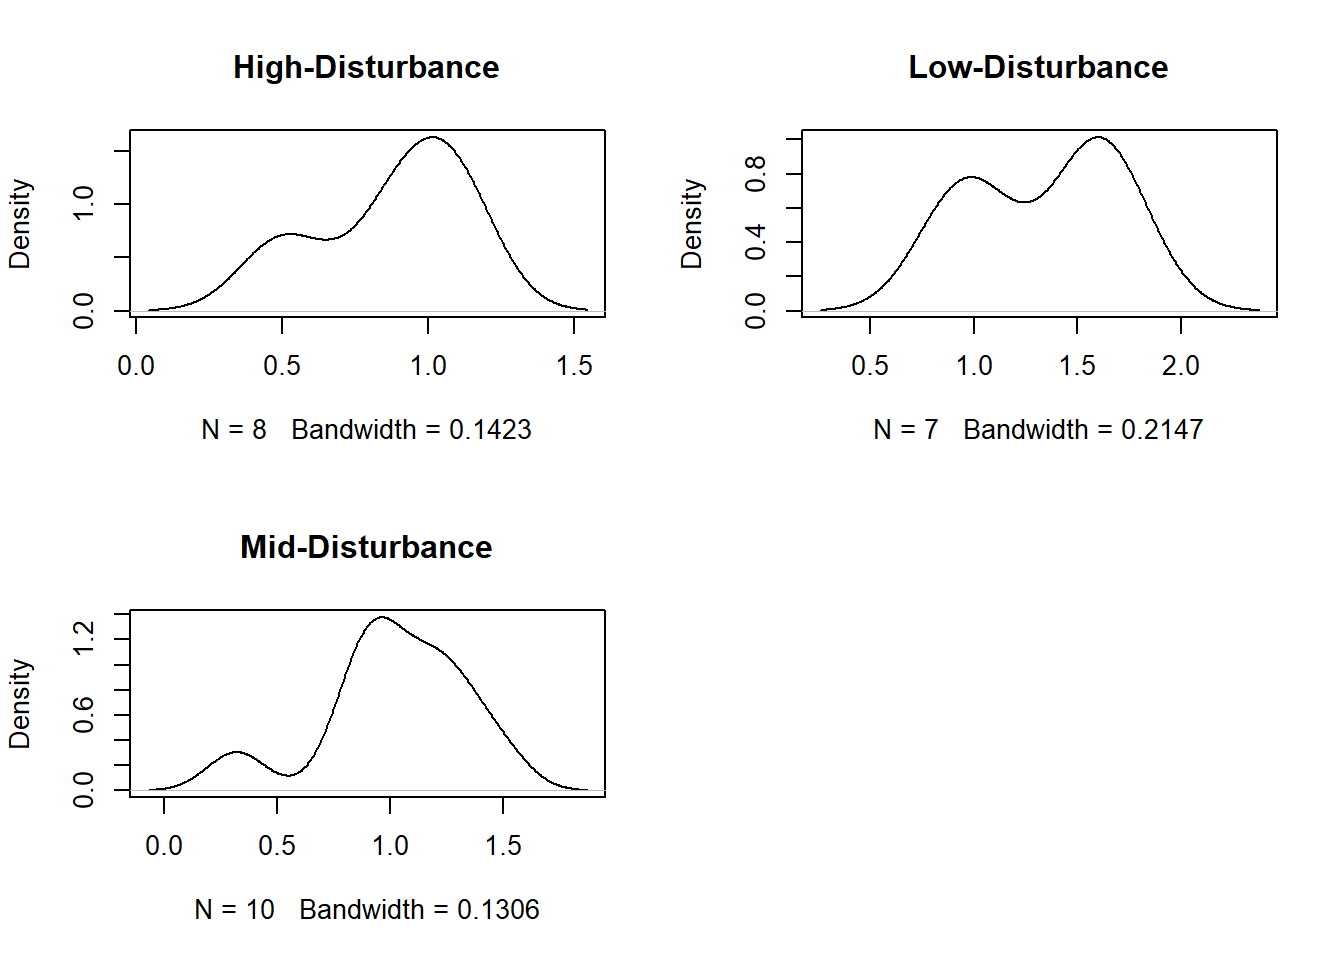 High-Disturbance
Density
0.0 1.0
0.0 0.5 1.0 1.5
N = 8 Bandwidth = 0.1423
Low-Disturbance
Density
0.0 0.4 0.8
0.5 1.0 1.5 2.0
N = 7 Bandwidth = 0.2147
Mid-Disturbance
Density
0.0 0.6 1.2
0.0 0.5 1.0 1.5
N = 10 Bandwidth = 0.1306